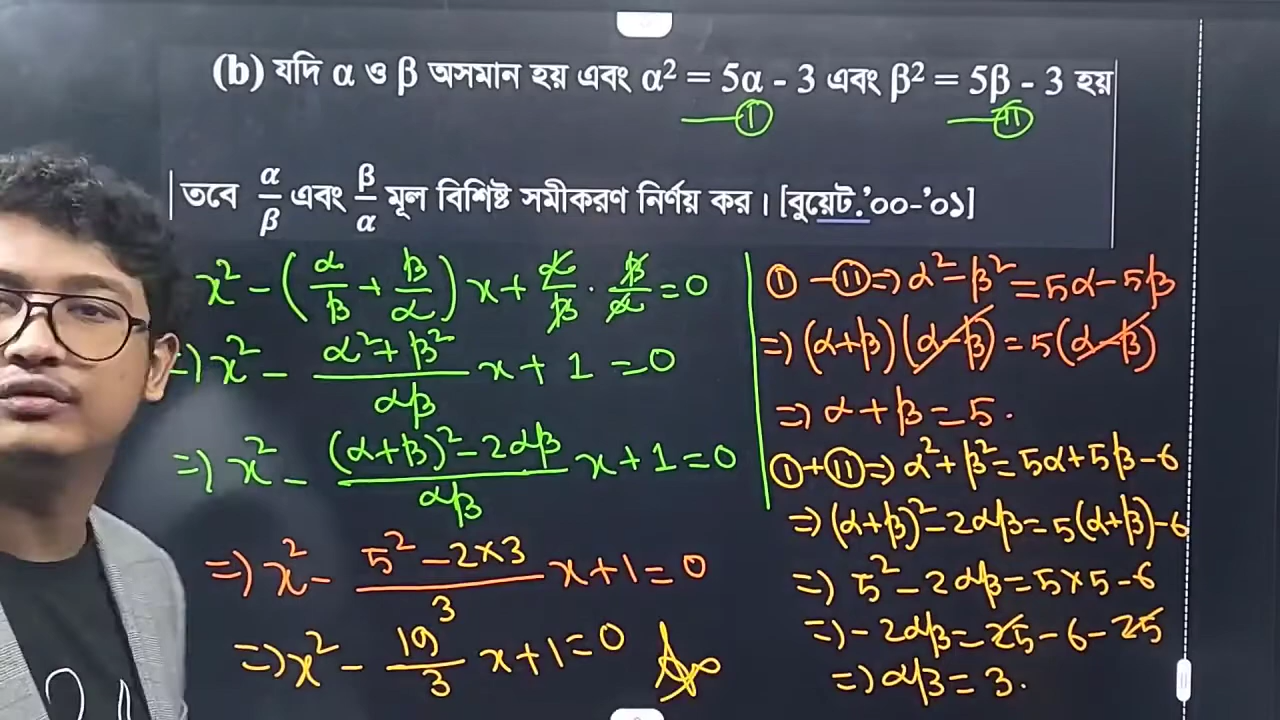 (b) যদি α ও β অসমান হয় এবং α² = 5α - 3 এবং β² = 5β - 3 হয়
—(i) —(ii)
তবে α/β এবং β/α মূল বিশিষ্ট সমীকরণ নির্ণয় কর। [বুয়েট.'০০-'০১]
x² - (α/β + β/α) x + α/β · β/α = 0
=) x² - (α² + β²)/αβ x + 1 = 0
=) x² - ((α+β)² - 2αβ)/αβ x + 1 = 0
=) x² - (5² - 2×3)/3 x + 1 = 0
=) x² - 19/3 x + 1 = 0 Ans
(i) - (ii) => α² - β² = 5α - 5β
=) (α+β)(α-β) = 5(α-β)
=) α + β = 5.
(i) + (ii) => α² + β² = 5α + 5β - 6
=) (α+β)² - 2αβ = 5(α+β) - 6
=) 5² - 2αβ = 5×5 - 6
=) - 2αβ = 25 - 6 - 25
=) αβ = 3.